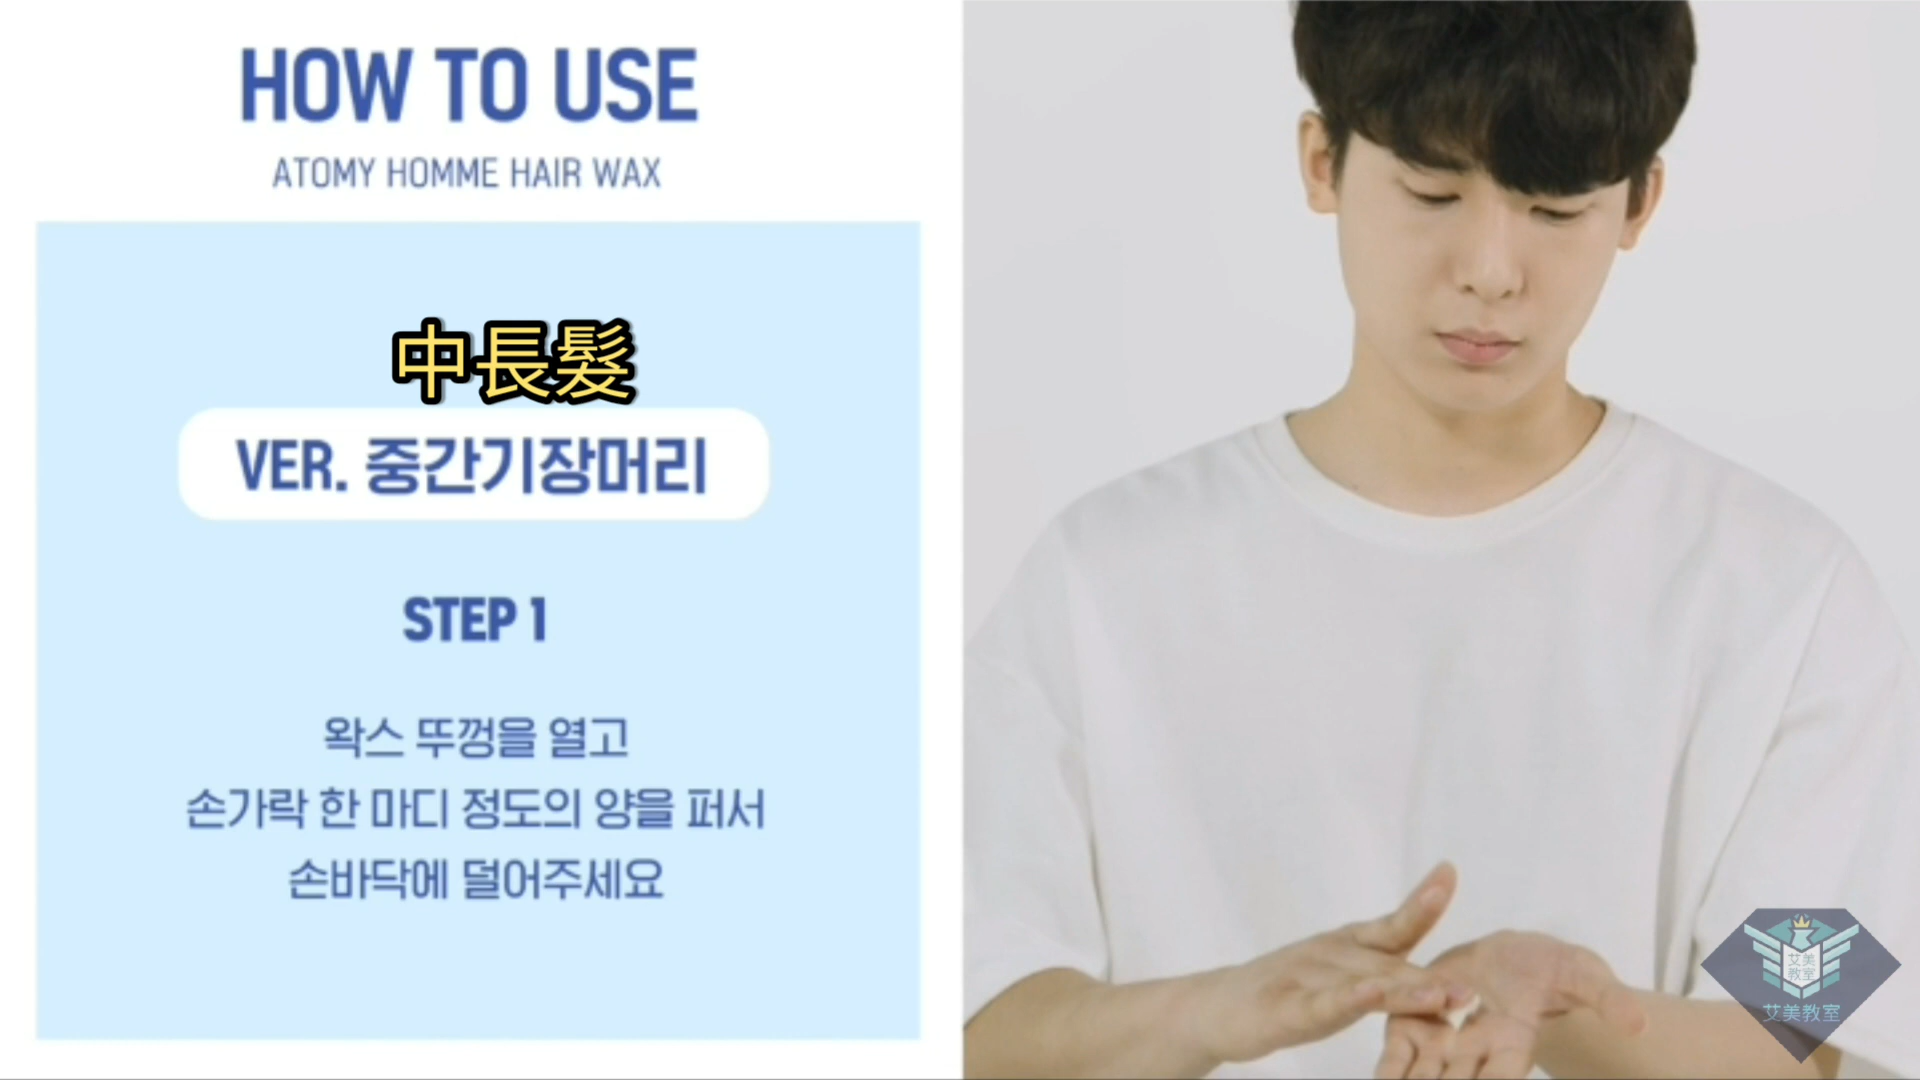 HOW TO USE
ATOMY HOMME HAIR WAX
中長髮
VER. 중간기장머리
STEP 1
왁스 뚜껑을 열고
손가락 한 마디 정도의 양을 퍼서
손바닥에 덜어주세요
艾美
教室
艾美教室